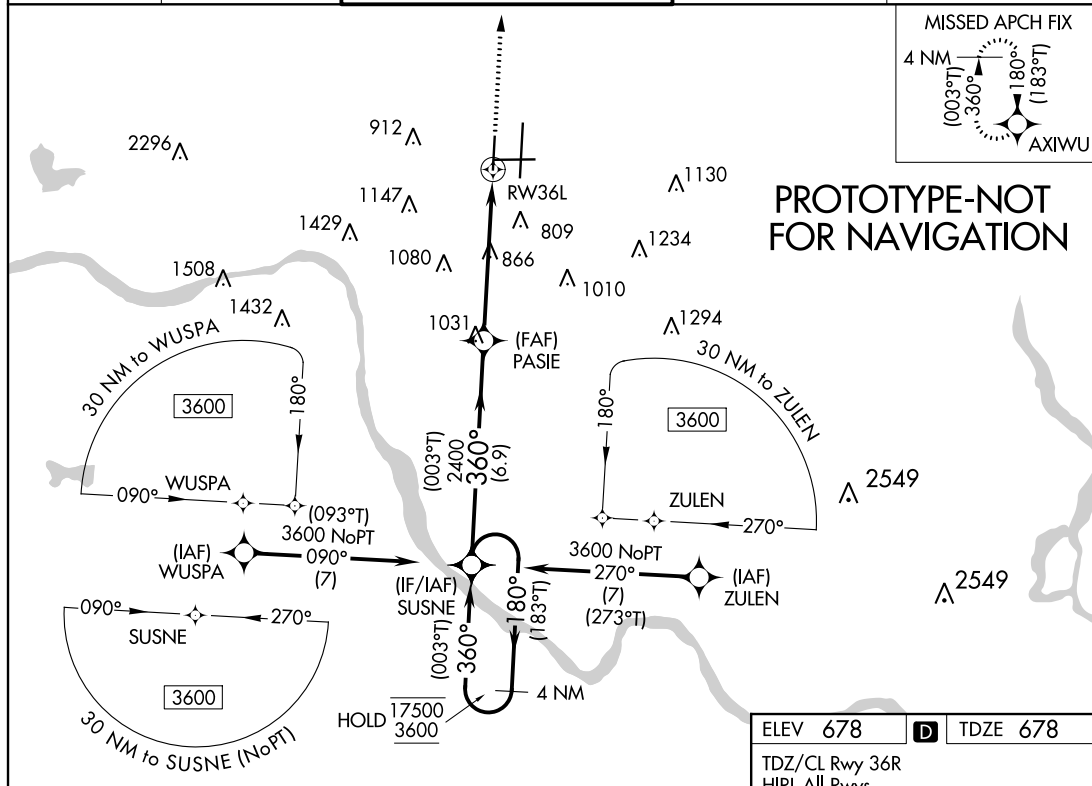 MISSED APCH FIX
4 NM
(003°T)
360°
180°
(183°T)
AXIWU
2296
912
RW36L
1130
PROTOTYPE-NOT
FOR NAVIGATION
1147
809
1429
1234
1080
866
1508
1010
1432
1031
1294
(FAF)
PASIE
30 NM to WUSPA
3600
180°
090°
WUSPA
30 NM to ZULEN
3600
180°
ZULEN
270°
2549
2549
(003°T)
2400
360°
(6.9)
(093°T)
3600 NoPT
090°
(7)
(IAF)
WUSPA
(IF/IAF)
SUSNE
3600 NoPT
270°
(7)
(273°T)
(IAF)
ZULEN
090°
270°
SUSNE
3600
30 NM to SUSNE (NoPT)
(003°T)
360°
180°
(183°T)
4 NM
HOLD
17500
3600
ELEV 678
D
TDZE 678
TDZ/CL Rwy 36R
HIRL All Rwys